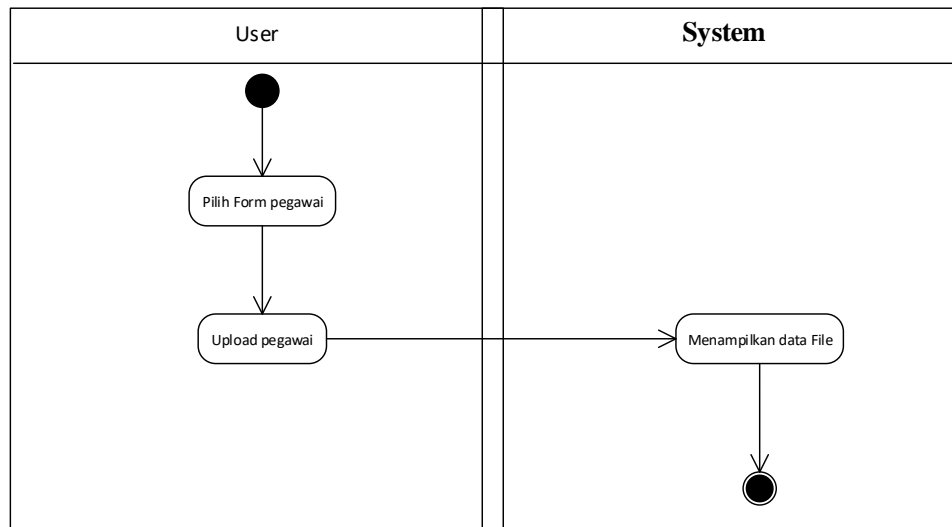 User
System
Pilih Form pegawai
Upload pegawai
Menampilkan data File